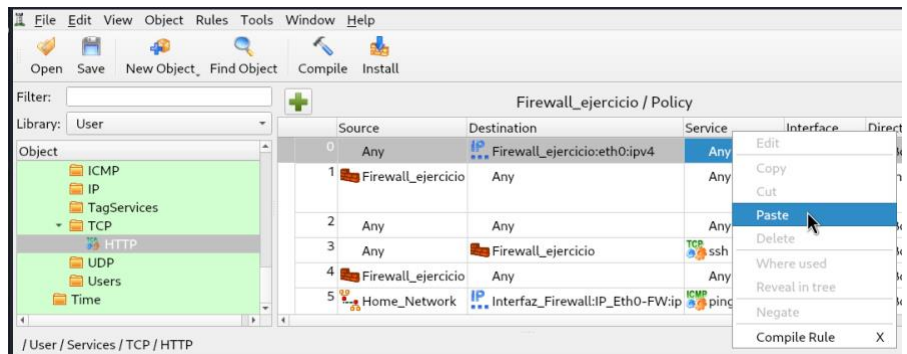 File Edit View Object Rules Tools Window Help
Open Save New Object Find Object Compile Install
Filter:
Firewall_ejercicio / Policy
Library: User
Source Destination Service Interface Direct
Object
ICMP
IP
TagServices
TCP
HTTP
UDP
Users
Time
0 Any Firewall_ejercicio:eth0:ipv4 Any
1 Firewall_ejercicio Any Any
2 Any Any Any
3 Any Firewall_ejercicio TCP ssh
4 Firewall_ejercicio Any Any
5 Home_Network IP Interfaz_Firewall:IP_Eth0-FW:ip ICMP ping
Edit
Copy
Cut
Paste
Delete
Where used
Reveal in tree
Negate
Compile Rule X
/ User / Services / TCP / HTTP